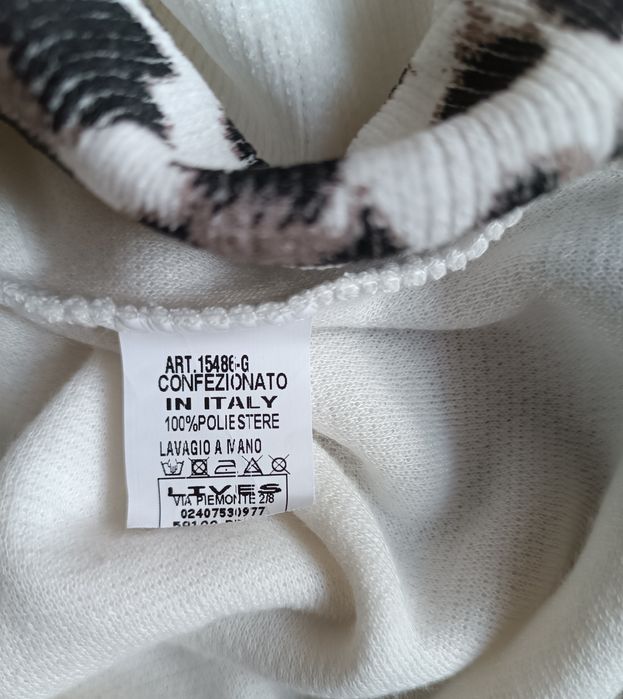 ART.15486-G
CONFEZIONATO
IN ITALY
100%POLIESTERE
LAVAGIO A MANO
LIVES
VIA PIEMONTE 2/8
02407530977